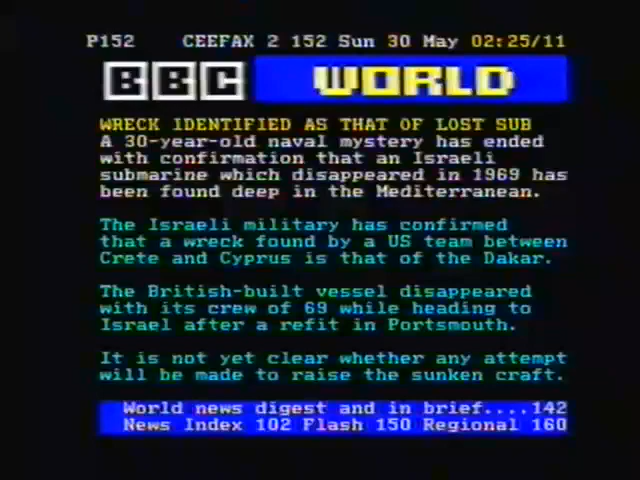 P152 CEEFAX 2 152 Sun 30 May 02:25/11
BBC WORLD
WRECK IDENTIFIED AS THAT OF LOST SUB
A 30-year-old naval mystery has ended
with confirmation that an Israeli
submarine which disappeared in 1969 has
been found deep in the Mediterranean.
The Israeli military has confirmed
that a wreck found by a US team between
Crete and Cyprus is that of the Dakar.
The British-built vessel disappeared
with its crew of 69 while heading to
Israel after a refit in Portsmouth.
It is not yet clear whether any attempt
will be made to raise the sunken craft.
World news digest and in brief....142
News Index 102 Flash 150 Regional 160